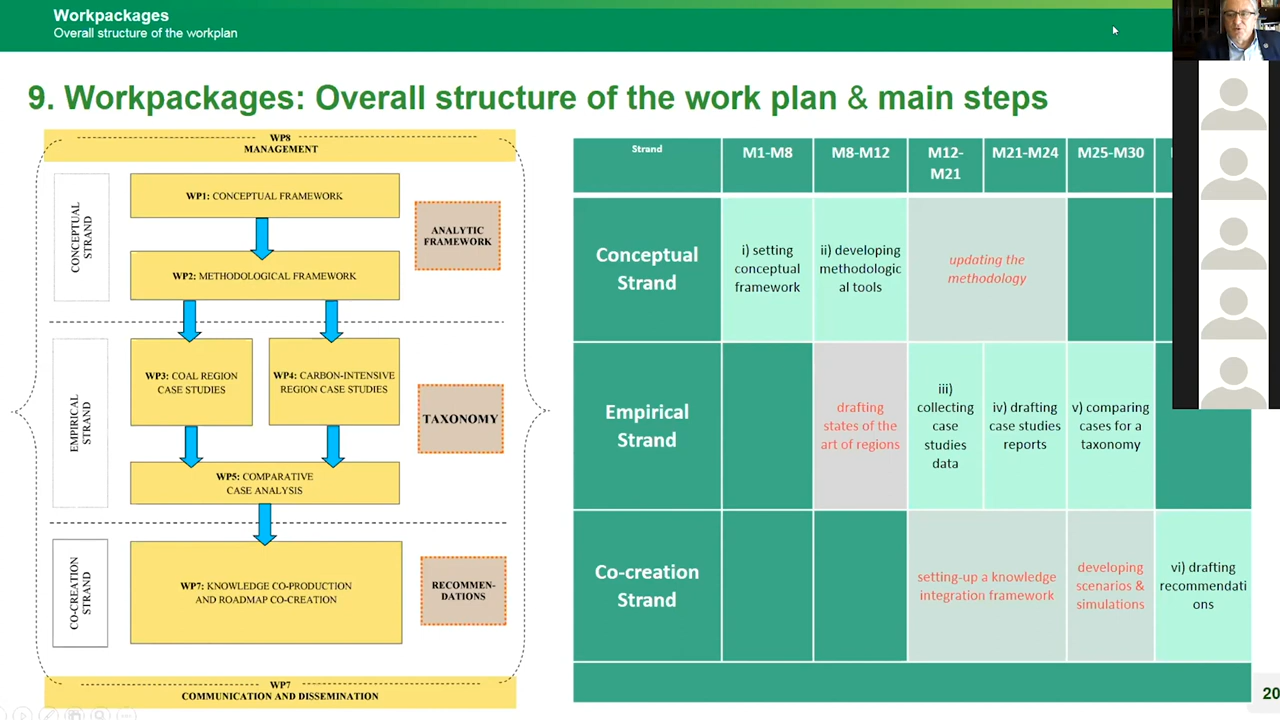 Workpackages
Overall structure of the workplan
9. Workpackages: Overall structure of the work plan & main steps
WP8
MANAGEMENT
CONCEPTUAL
STRAND
WP1: CONCEPTUAL FRAMEWORK
WP2: METHODOLOGICAL FRAMEWORK
ANALYTIC
FRAMEWORK
EMPIRICAL
STRAND
WP3: COAL REGION
CASE STUDIES
WP4: CARBON-INTENSIVE
REGION CASE STUDIES
TAXONOMY
WP5: COMPARATIVE
CASE ANALYSIS
CO-CREATION
STRAND
WP7: KNOWLEDGE CO-PRODUCTION
AND ROADMAP CO-CREATION
RECOMMEN-
DATIONS
WP7
COMMUNICATION AND DISSEMINATION
Strand
M1-M8
M8-M12
M12-
M21
M21-M24
M25-M30
Conceptual
Strand
i) setting
conceptual
framework
ii) developing
methodologic
al tools
updating the
methodology
Empirical
Strand
drafting
states of the
art of regions
iii)
collecting
case
studies
data
iv) drafting
case studies
reports
v) comparing
cases for a
taxonomy
Co-creation
Strand
setting-up a knowledge
integration framework
developing
scenarios &
simulations
vi) drafting
recommendati
ons
20